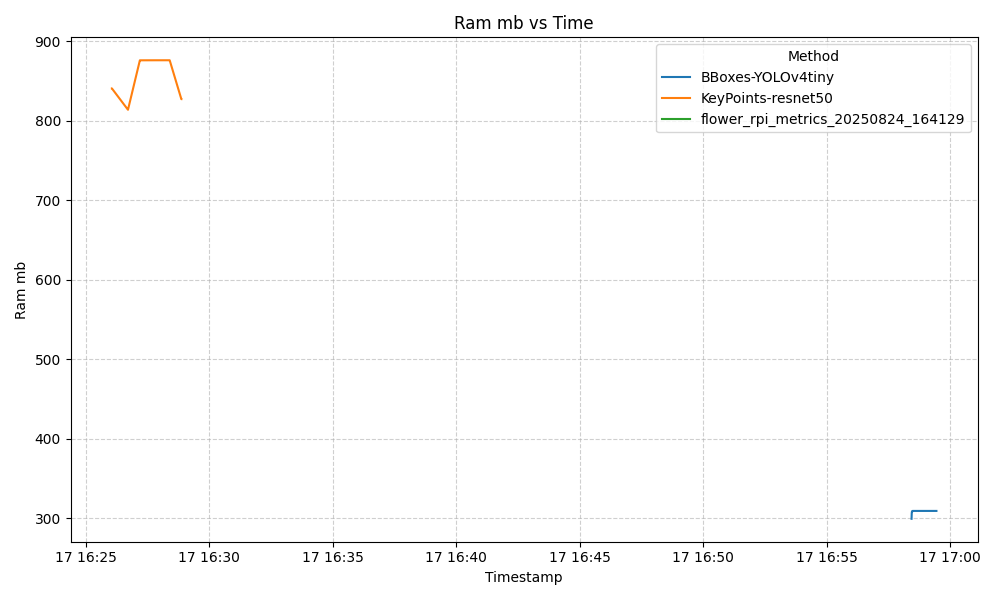 Ram mb vs Time
Ram mb
900
800
700
600
500
400
300
Method
BBoxes-YOLOv4tiny
KeyPoints-resnet50
flower_rpi_metrics_20250824_164129
17 16:25 17 16:30 17 16:35 17 16:40 17 16:45 17 16:50 17 16:55 17 17:00
Timestamp